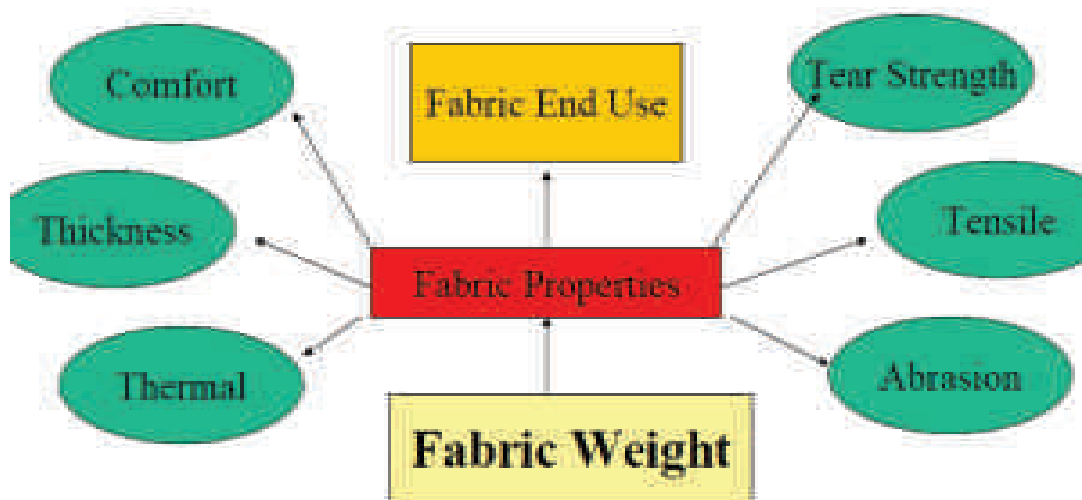 Comfort
Fabric End Use
Tear Strength
Thickness
Tensile
Fabric Properties
Thermal
Abrasion
Fabric Weight